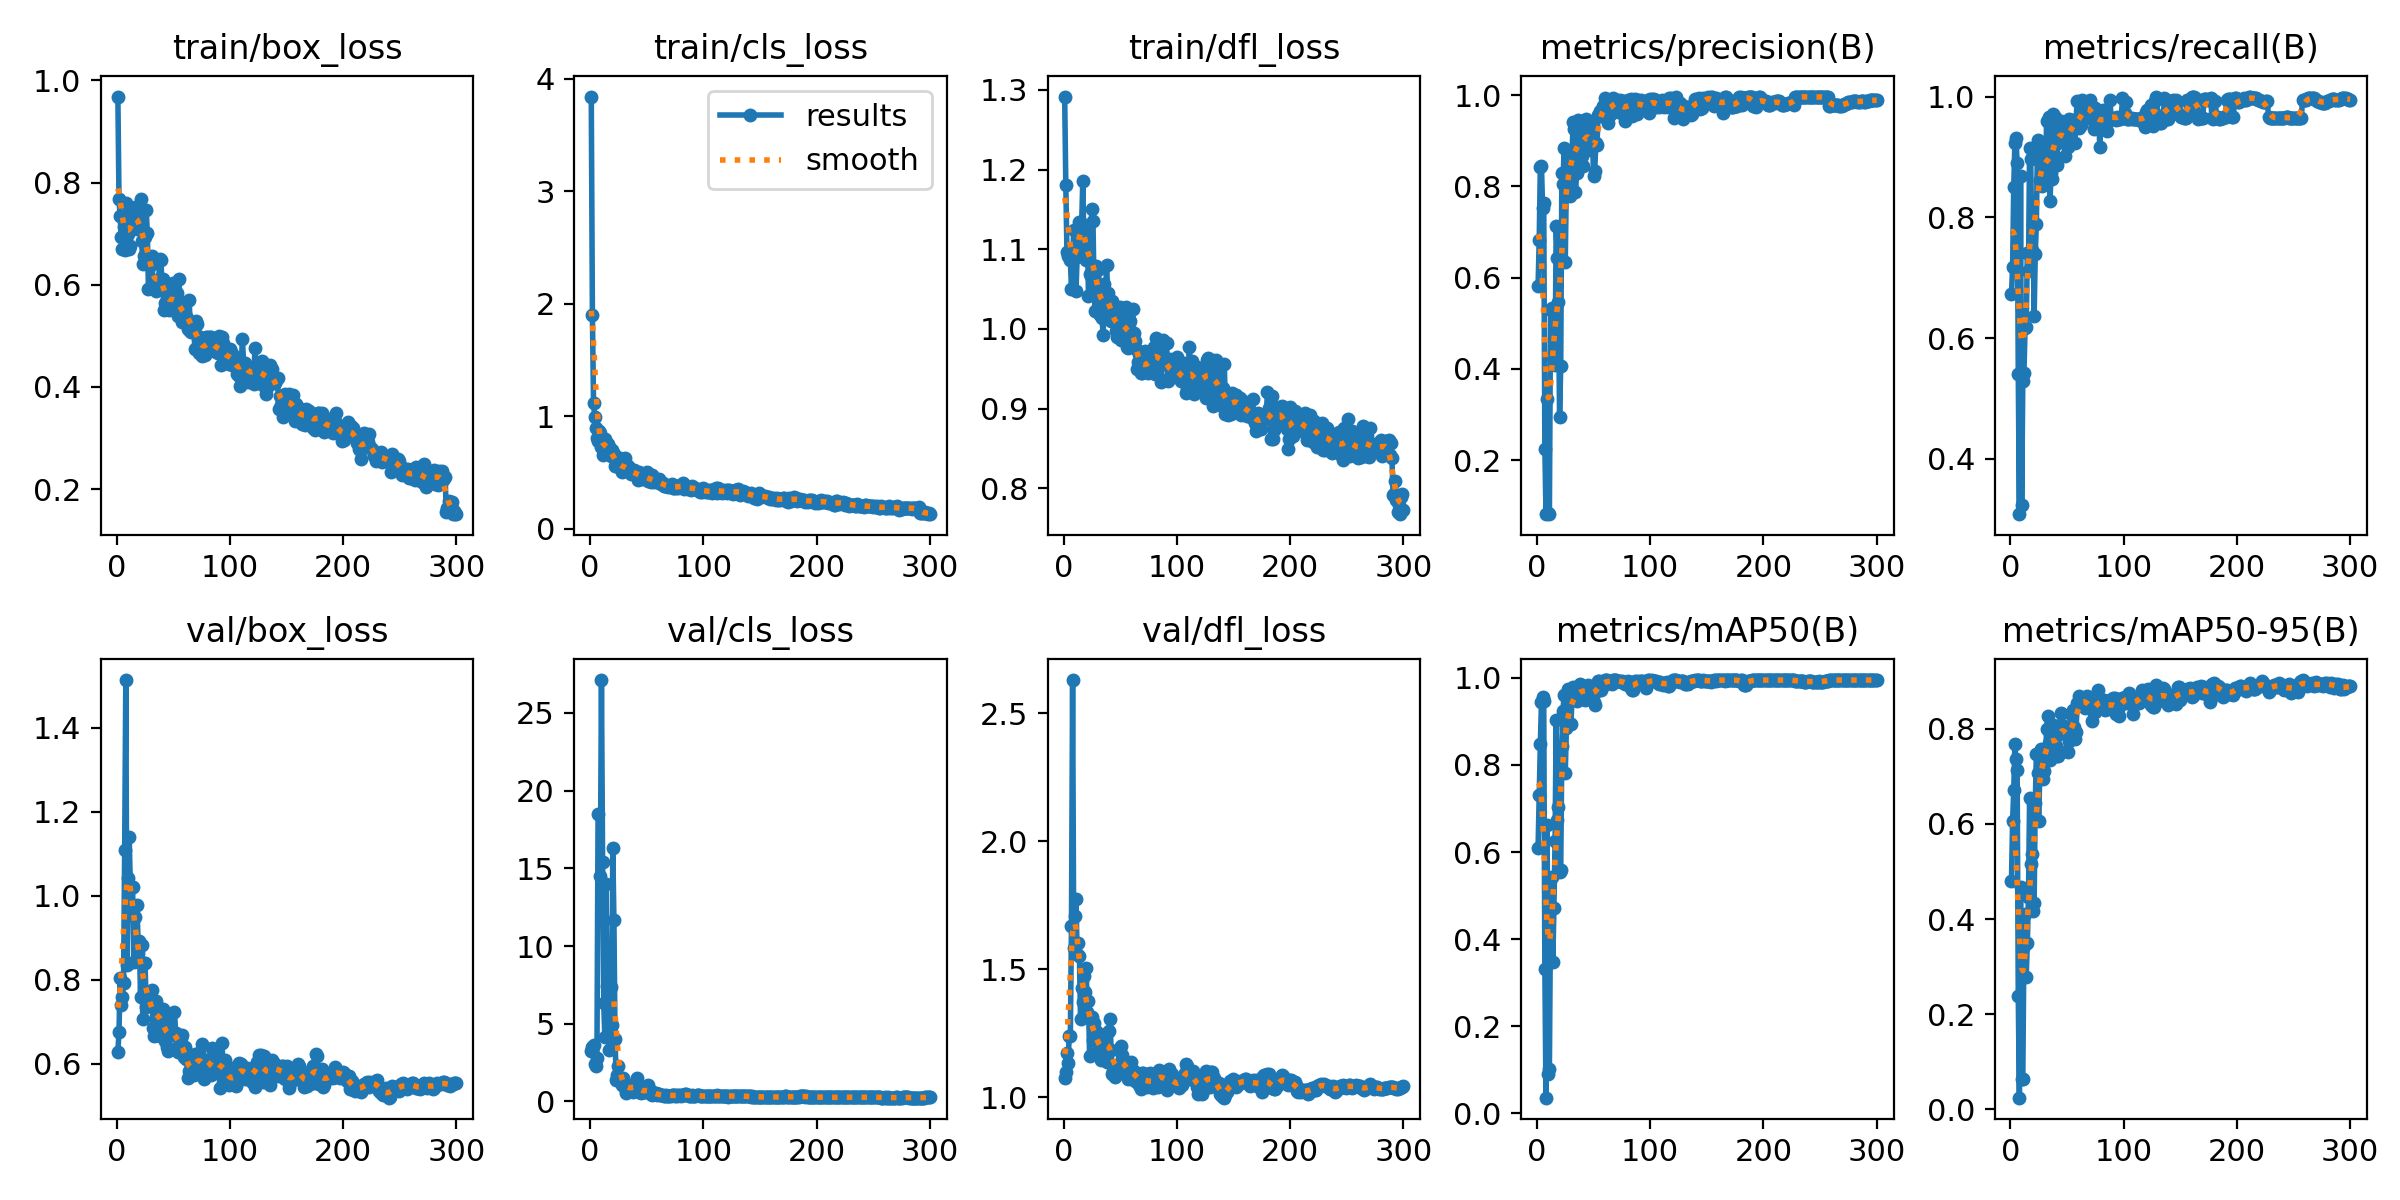 train/box_loss
1.0
0.8
0.6
0.4
0.2
0 100 200 300
train/cls_loss
results
smooth
4
3
2
1
0
0 100 200 300
train/dfl_loss
1.3
1.2
1.1
1.0
0.9
0.8
0 100 200 300
metrics/precision(B)
1.0
0.8
0.6
0.4
0.2
0 100 200 300
metrics/recall(B)
1.0
0.8
0.6
0.4
0 100 200 300
val/box_loss
1.4
1.2
1.0
0.8
0.6
0 100 200 300
val/cls_loss
25
20
15
10
5
0
0 100 200 300
val/dfl_loss
2.5
2.0
1.5
1.0
0 100 200 300
metrics/mAP50(B)
1.0
0.8
0.6
0.4
0.2
0.0
0 100 200 300
metrics/mAP50-95(B)
0.8
0.6
0.4
0.2
0.0
0 100 200 300